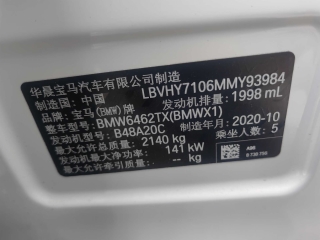 华晨宝马汽车有限公司制造
制造：中国 LBVHY7106MMY93984
品牌：宝马(BMW)牌 发动机排量：1998 mL
整车型号：BMW6462TX(BMWX1)
发动机型号：B48A20C 2020-10
最大允许总质量：2140 kg 乘坐人数：5
发动机最大净功率：141 kW
最大允许牵引质量：--/-- kg
A90